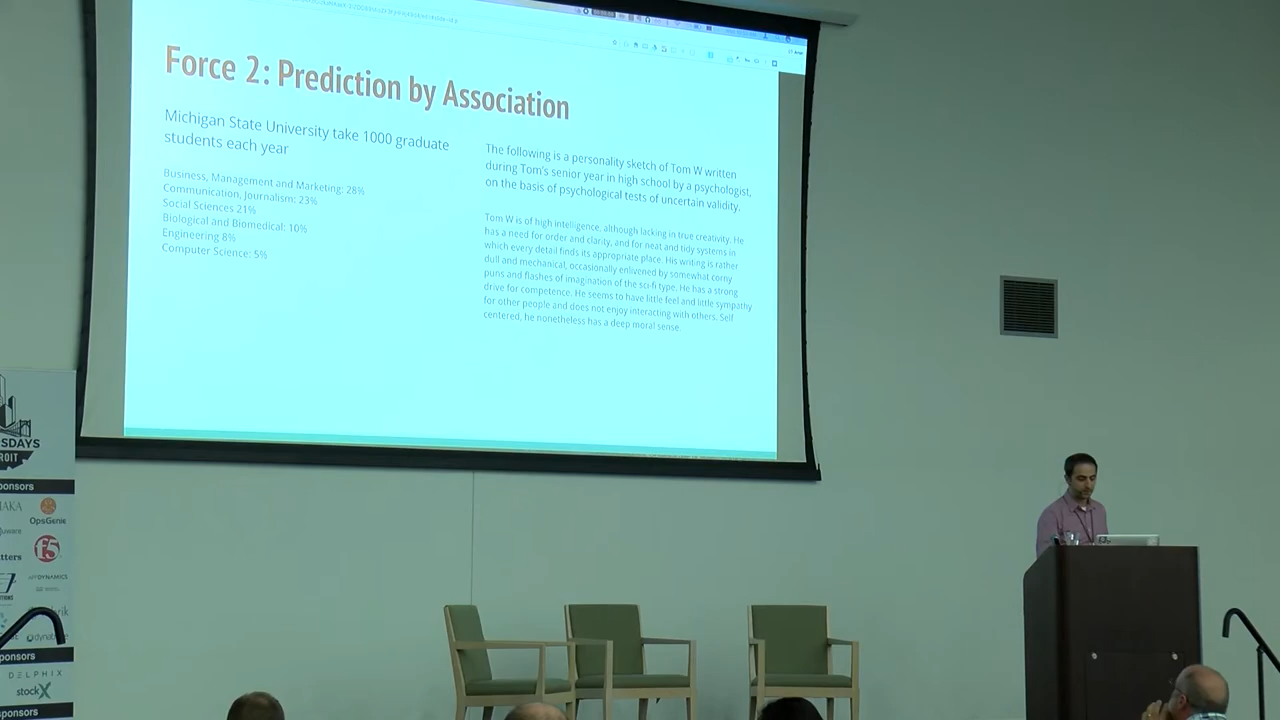 Force 2: Prediction by Association
Michigan State University take 1000 graduate
students each year
Business, Management and Marketing: 28%
Communication, Journalism: 23%
Social Sciences 21%
Biological and Biomedical: 10%
Engineering 8%
Computer Science: 5%
The following is a personality sketch of Tom W written
during Tom's senior year in high school by a psychologist,
on the basis of psychological tests of uncertain validity.
Tom W is of high intelligence, although lacking in true creativity. He
has a need for order and clarity, and for neat and tidy systems in
which every detail finds its appropriate place. His writing is rather
dull and mechanical, occasionally enlivened by somewhat corny
puns and flashes of imagination of the sci-fi type. He has a strong
drive for competence. He seems to have little feel and little sympathy
for other people and does not enjoy interacting with others. Self
centered, he nonetheless has a deep moral sense.
SDAYS
ROIT
ponsors
OpsGenie
f5
APPDYNAMICS
ponsors
DELPHIX
stockX
ponsors